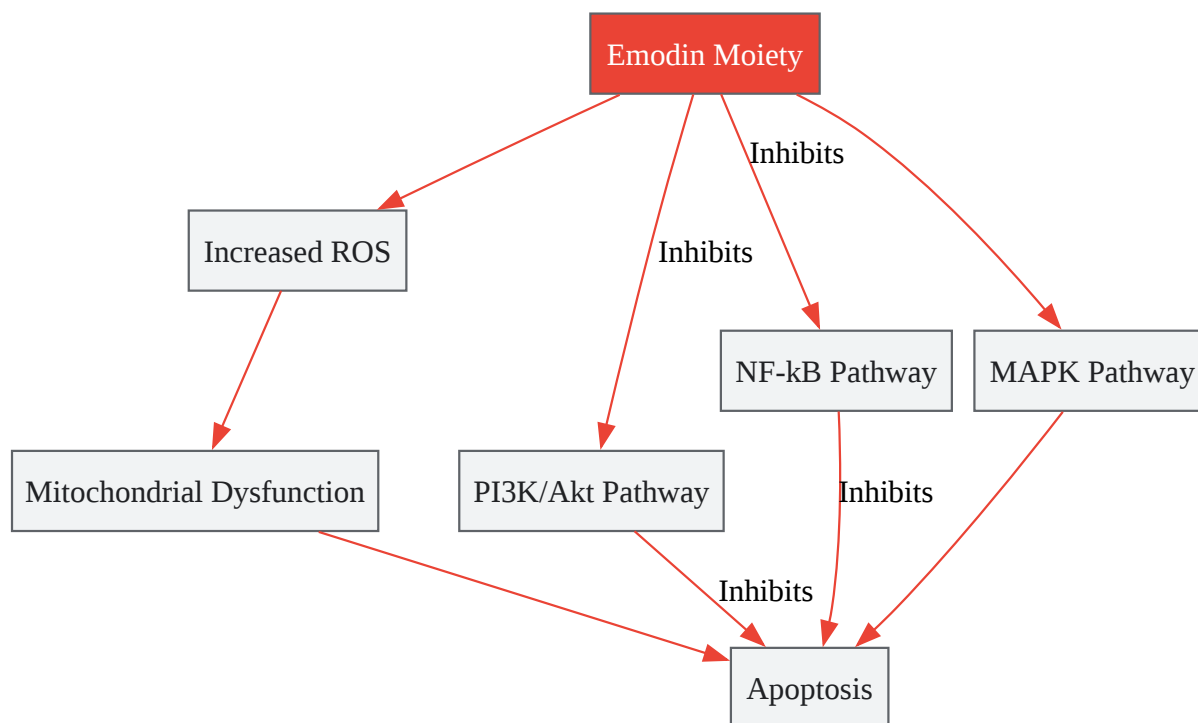 Emodin Moiety
Inhibits
Increased ROS
Inhibits
NF-kB Pathway
MAPK Pathway
Mitochondrial Dysfunction
PI3K/Akt Pathway
Inhibits
Inhibits
Apoptosis